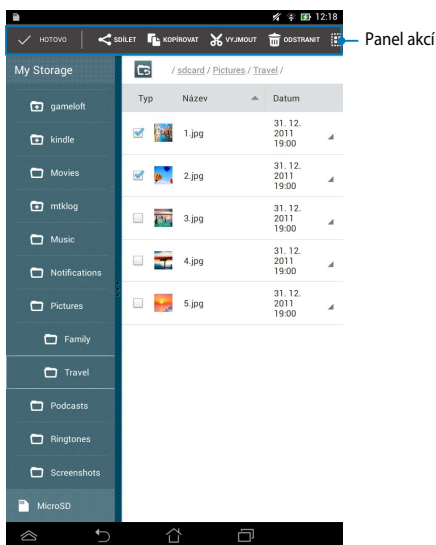 12:18
HOTOVO SDÍLET KOPÍROVAT VYJMOUT ODSTRANIT
Panel akcí
My Storage
/ sdcard / Pictures / Travel /
Typ Název Datum
gameloft
kindle
Movies
mtklog
Music
Notifications
Pictures
Family
Travel
Podcasts
Ringtones
Screenshots
MicroSD
1.jpg
31. 12.
2011
19:00
2.jpg
31. 12.
2011
19:00
3.jpg
31. 12.
2011
19:00
4.jpg
31. 12.
2011
19:00
5.jpg
31. 12.
2011
19:00